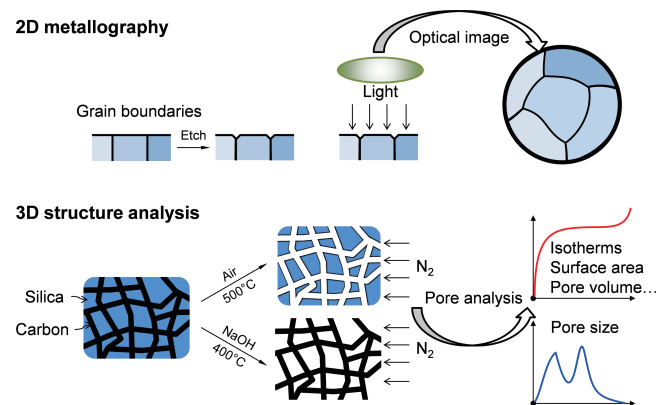 2D metallography
Optical image
Light
Grain boundaries
Etch
3D structure analysis
Silica
Carbon
Air
500°C
NaOH
400°C
N2
N2
Pore analysis
Isotherms
Surface area
Pore volume…
Pore size